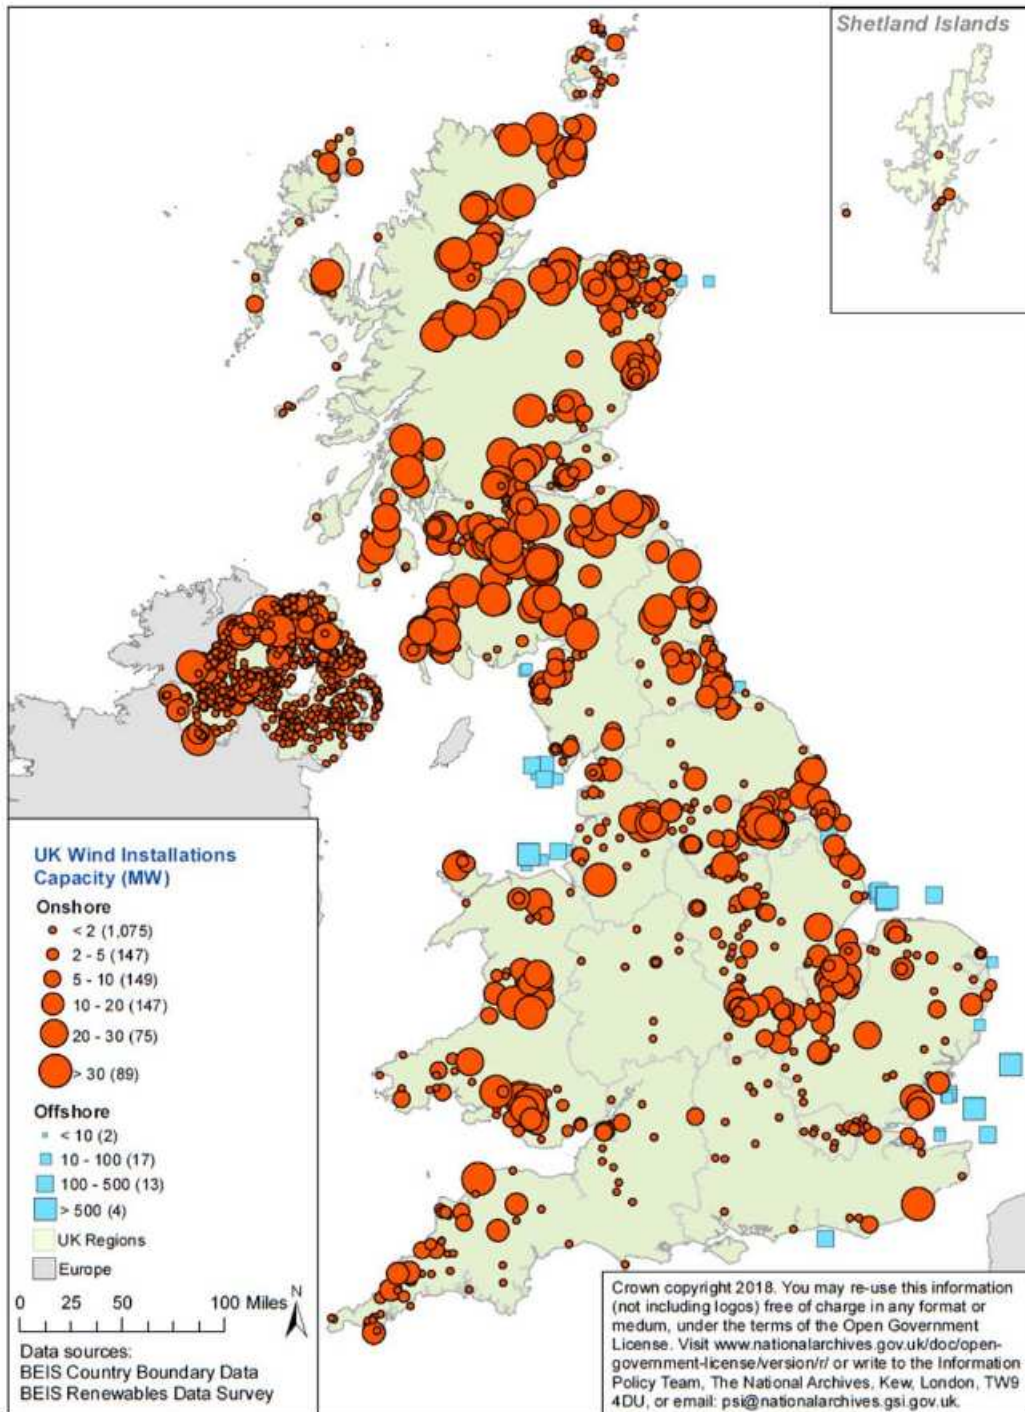 Shetland Islands
UK Wind Installations
Capacity (MW)
Onshore
< 2 (1,075)
2 - 5 (147)
5 - 10 (149)
10 - 20 (147)
20 - 30 (75)
> 30 (89)
Offshore
< 10 (2)
10 - 100 (17)
100 - 500 (13)
> 500 (4)
UK Regions
Europe
0 25 50 100 Miles
N
Data sources:
BEIS Country Boundary Data
BEIS Renewables Data Survey
Crown copyright 2018. You may re-use this information
(not including logos) free of charge in any format or
medum, under the terms of the Open Government
License. Visit www.nationalarchives.gov.uk/doc/open-
government-license/version/r/ or write to the Information
Policy Team, The National Archives, Kew, London, TW9
4DU, or email: psi@nationalarchives.gsi.gov.uk.